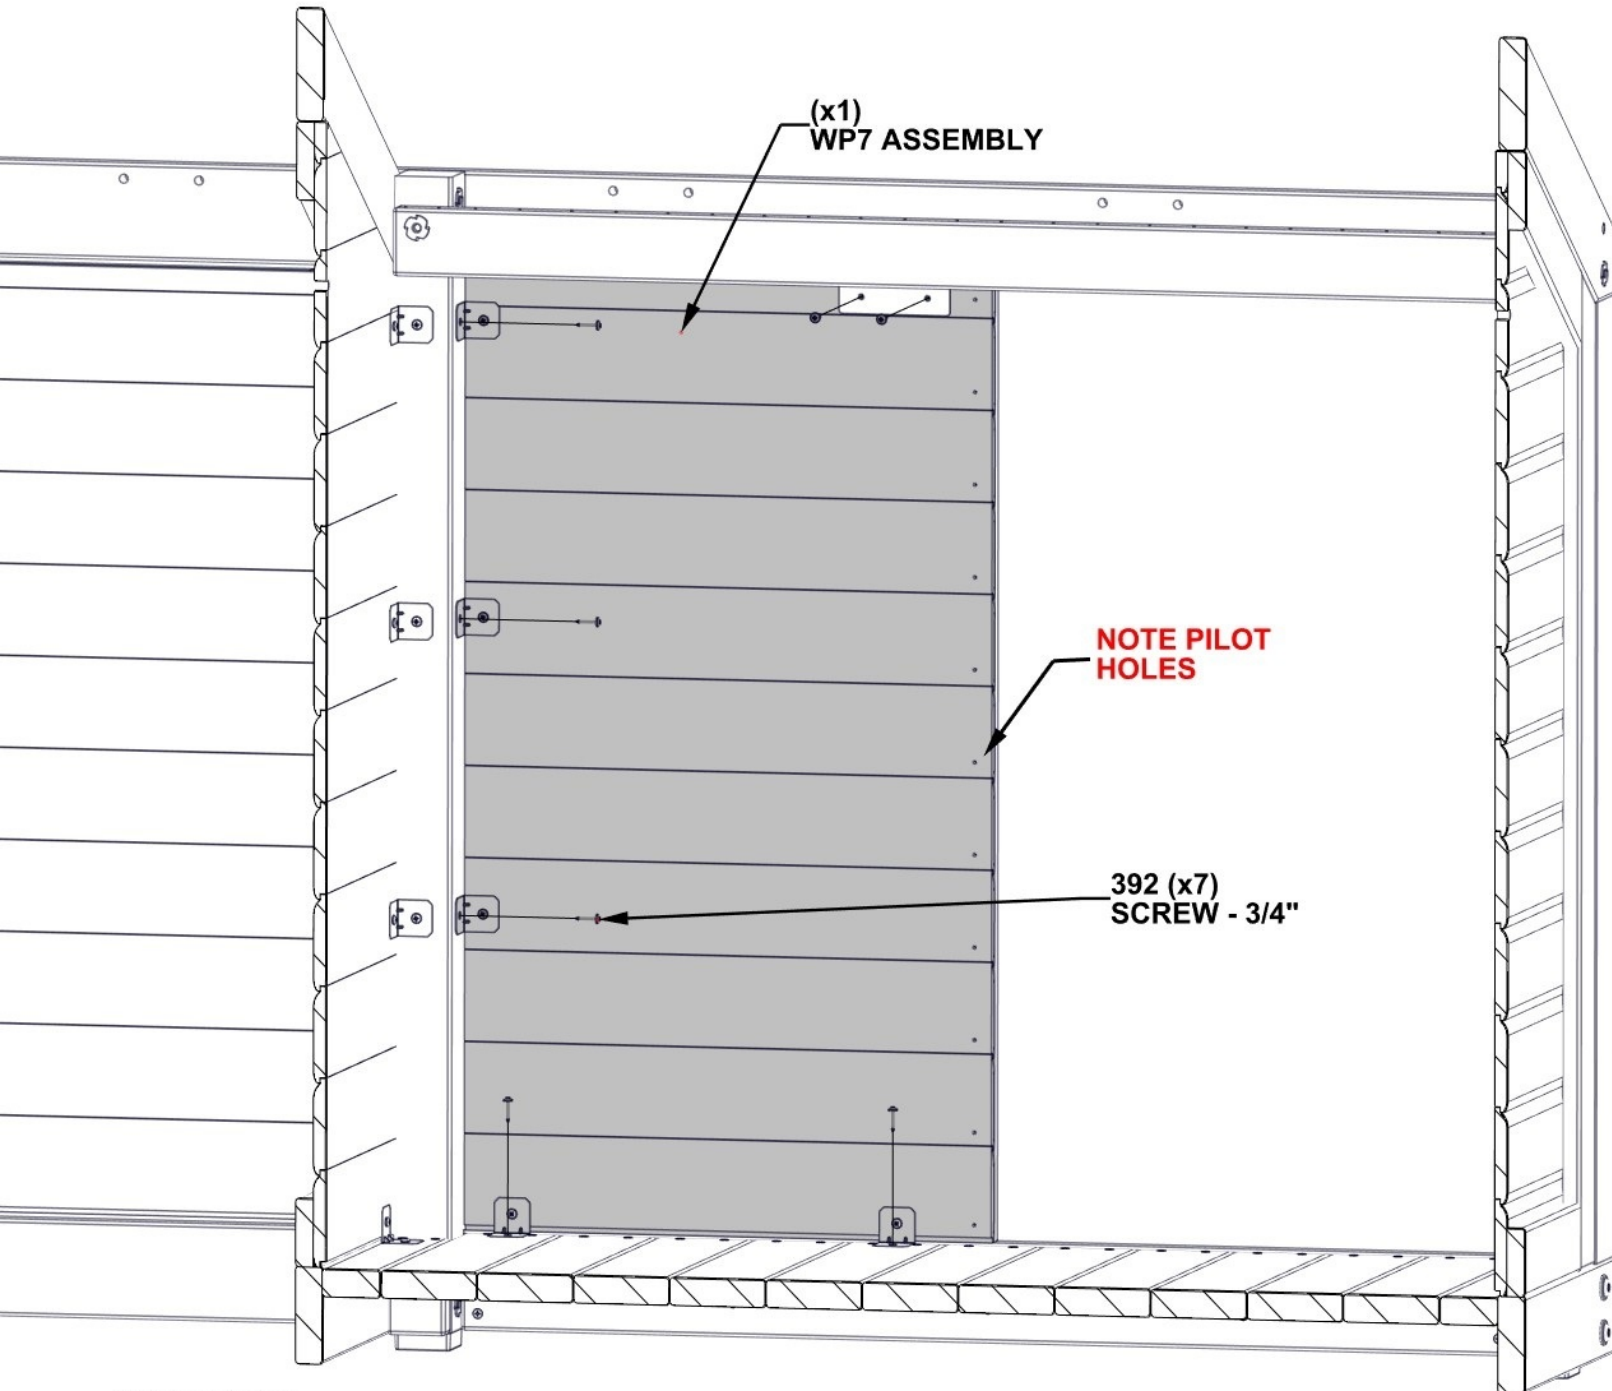 (x1)
WP7 ASSEMBLY
NOTE PILOT
HOLES
392 (x7)
SCREW - 3/4"